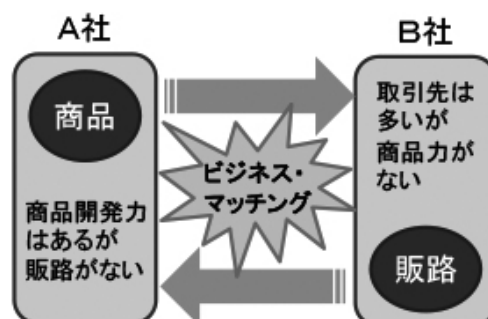 A社
商品
商品開発力
はあるが
販路がない
ビジネス・
マッチング
B社
取引先は
多いが
商品力が
ない
販路